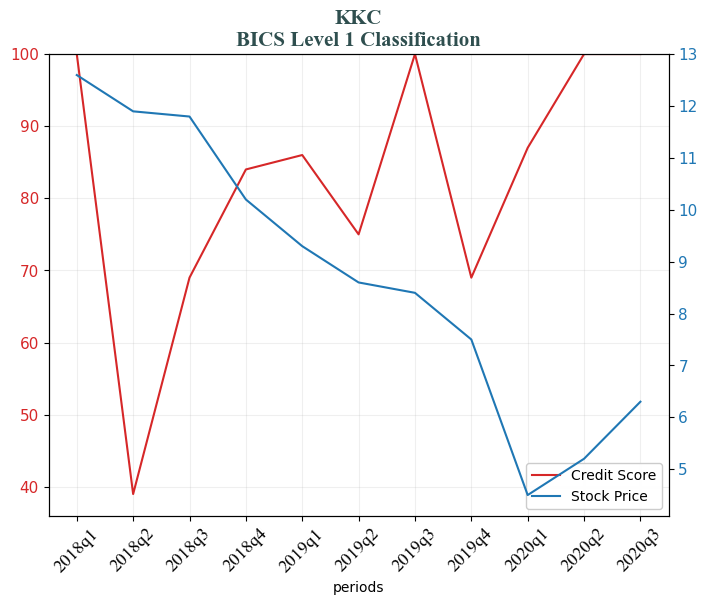 KKC
BICS Level 1 Classification
100
90
80
70
60
50
40
13
12
11
10
9
8
7
6
5
Credit Score
Stock Price
2018q1
2018q2
2018q3
2018q4
2019q1
2019q2
2019q3
2019q4
2020q1
2020q2
2020q3
periods